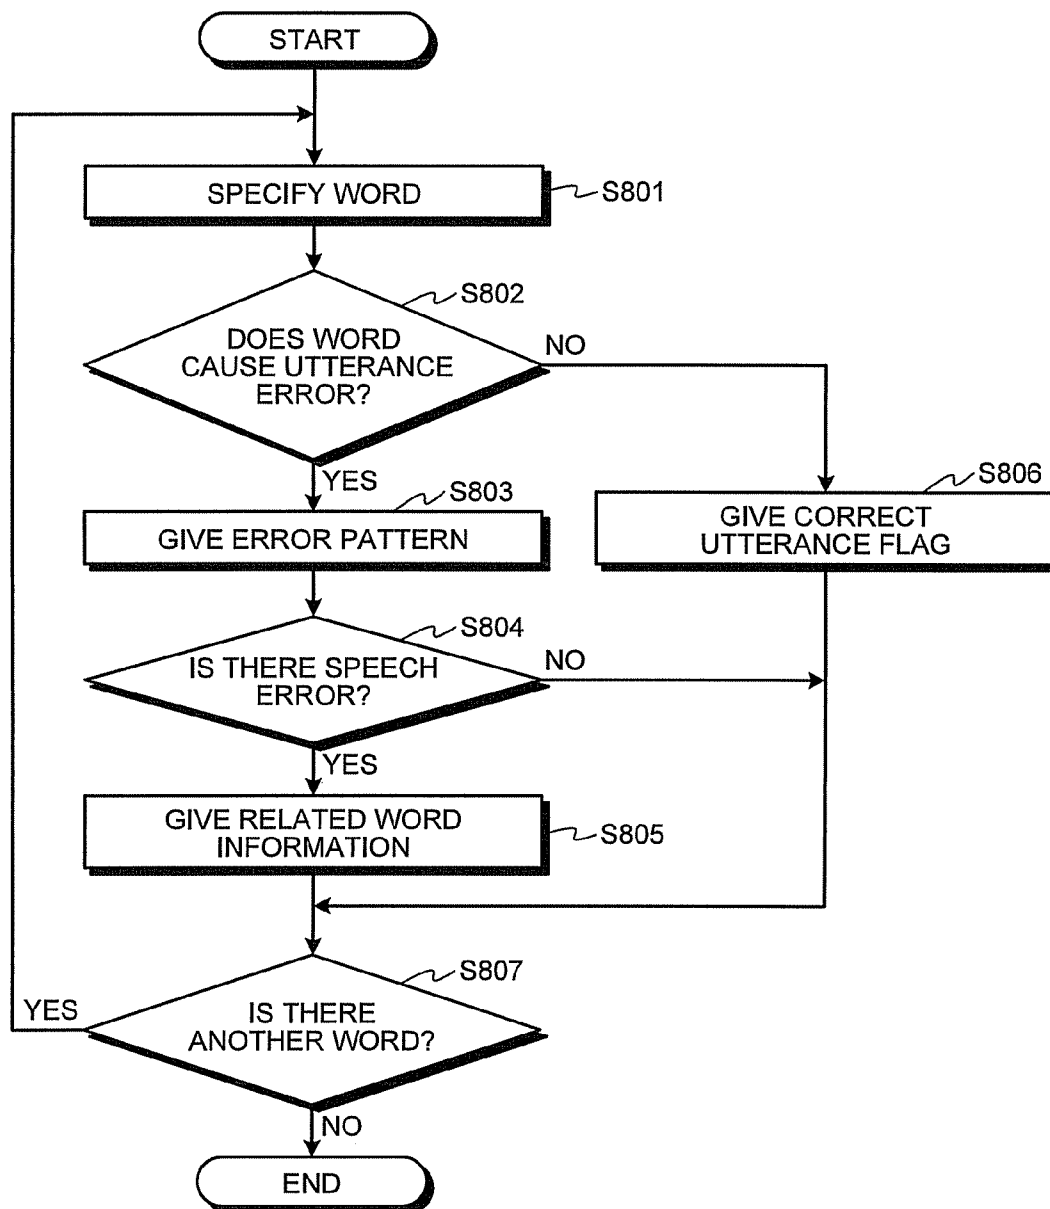 START
SPECIFY WORD
S801
S802
DOES WORD
CAUSE UTTERANCE
ERROR?
NO
YES
S803
GIVE ERROR PATTERN
S806
GIVE CORRECT
UTTERANCE FLAG
S804
IS THERE SPEECH
ERROR?
NO
YES
GIVE RELATED WORD
INFORMATION
S805
S807
IS THERE
ANOTHER WORD?
YES
NO
END